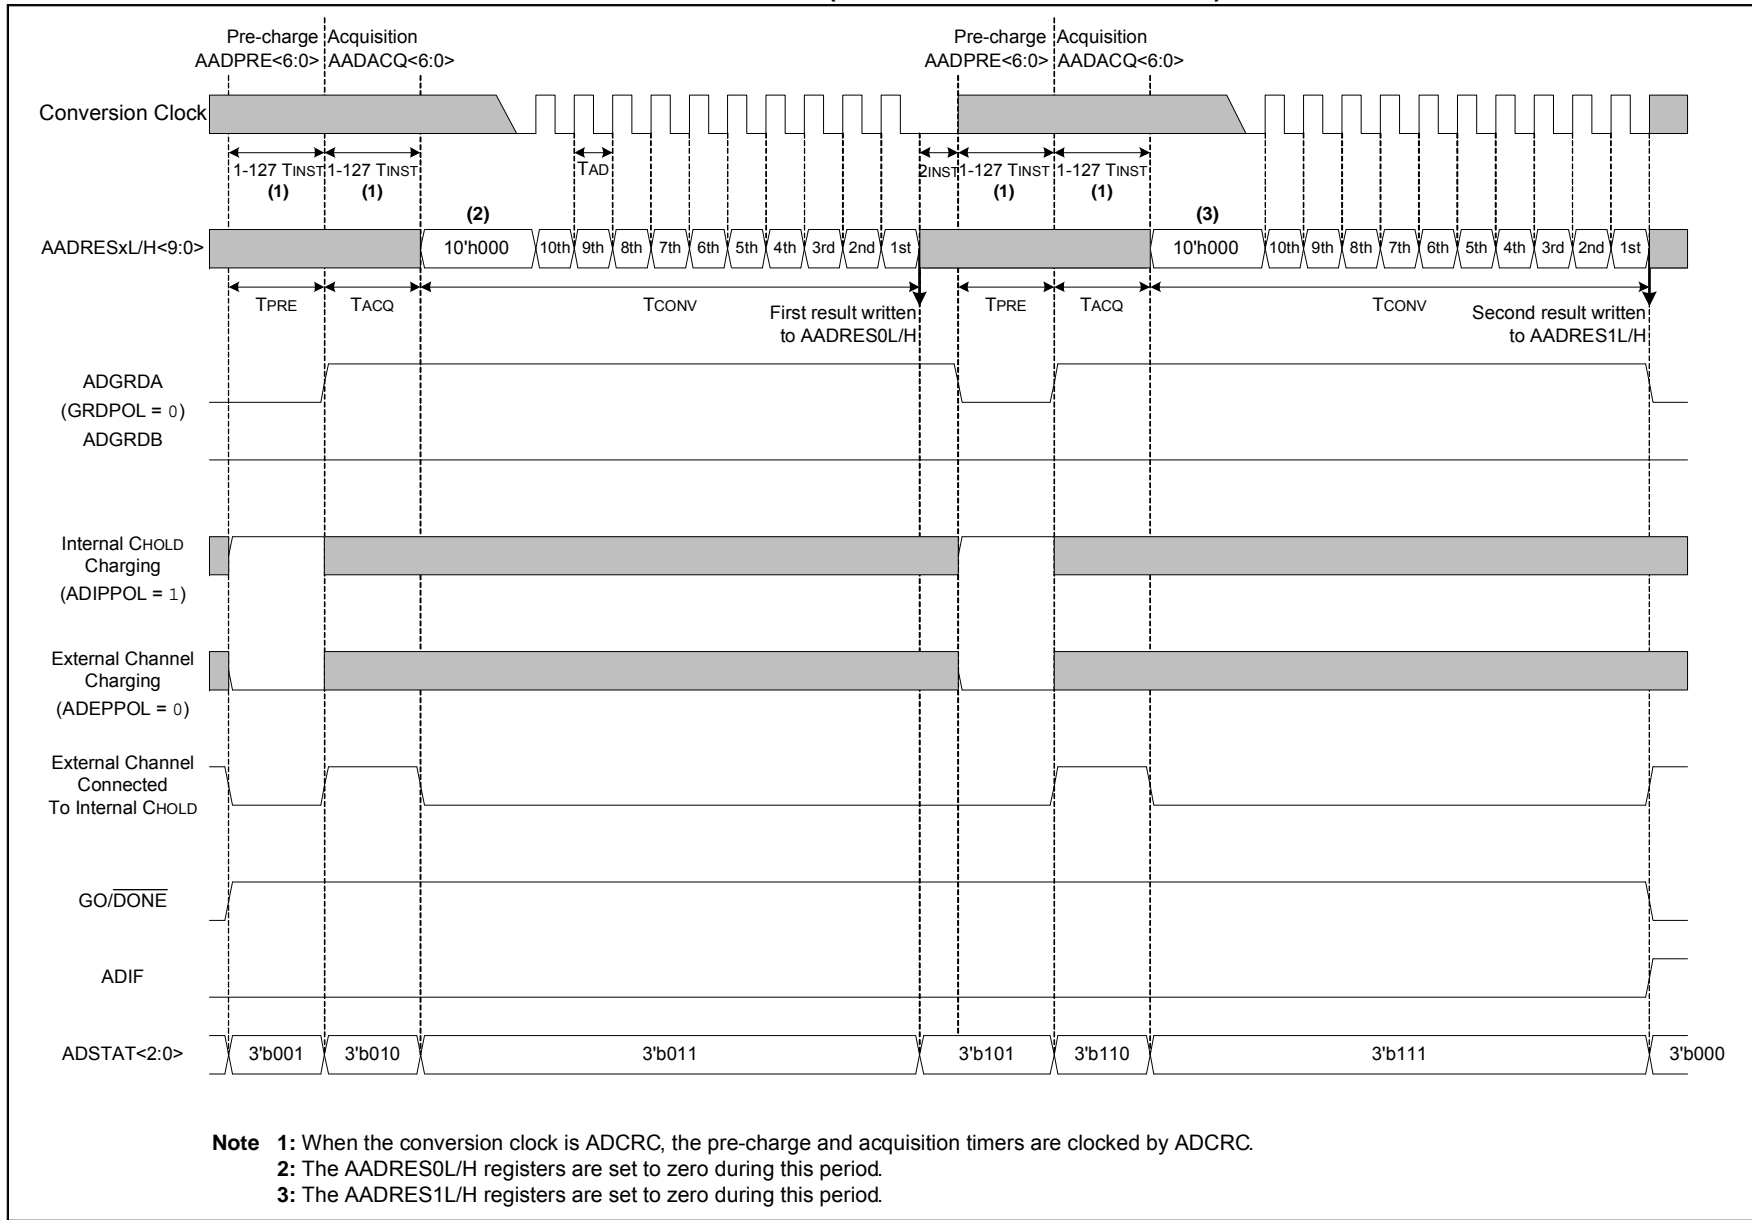 Pre-charge Acquisition Pre-charge Acquisition
AADPRE<6:0> AADACQ<6:0> AADPRE<6:0> AADACQ<6:0>
Conversion Clock
1-127 TINST 1-127 TINST TAD 2INST 1-127 TINST 1-127 TINST
(1) (1) (1) (1)
(2) (3)
AADRESxL/H<9:0> 10'h000 10th 9th 8th 7th 6th 5th 4th 3rd 2nd 1st 10'h000 10th 9th 8th 7th 6th 5th 4th 3rd 2nd 1st
TPRE TACQ TCONV TPRE TACQ TCONV
First result written
to AADRES0L/H
Second result written
to AADRES1L/H
ADGRDA
(GRDPOL = 0)
ADGRDB
Internal CHOLD
Charging
(ADIPPOL = 1)
External Channel
Charging
(ADEPPOL = 0)
External Channel
Connected
To Internal CHOLD
GO/DONE
ADIF
ADSTAT<2:0> 3'b001 3'b010 3'b011 3'b101 3'b110 3'b111 3'b000
Note 1: When the conversion clock is ADCRC, the pre-charge and acquisition timers are clocked by ADCRC.
2: The AADRES0L/H registers are set to zero during this period.
3: The AADRES1L/H registers are set to zero during this period.